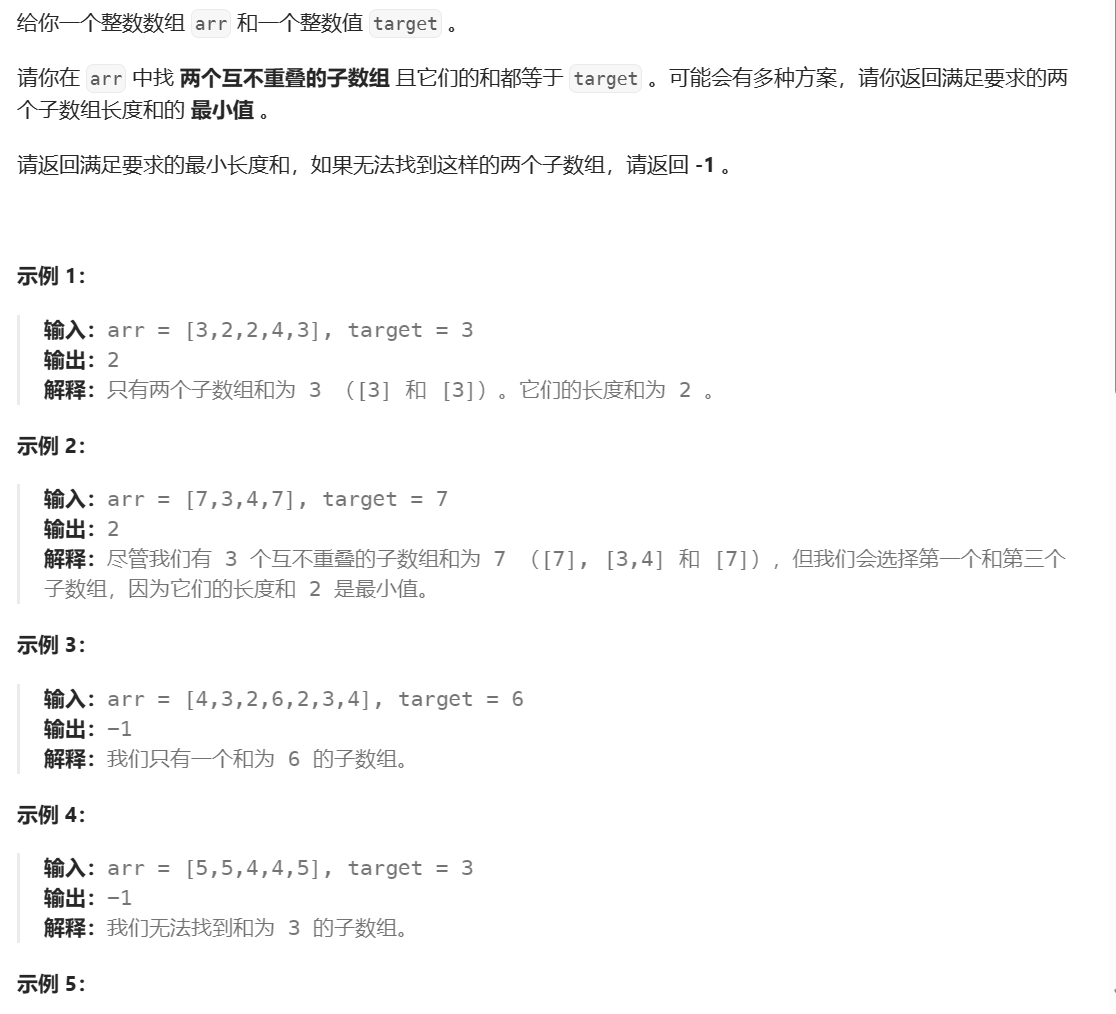 给你一个整数数组 arr 和一个整数值 target 。
请你在 arr 中找 两个互不重叠的子数组 且它们的和都等于 target 。可能会有多种方案，请你返回满足要求的两
个子数组长度和的 最小值 。
请返回满足要求的最小长度和，如果无法找到这样的两个子数组，请返回 -1 。
示例 1：
输入：arr = [3,2,2,4,3], target = 3
输出：2
解释：只有两个子数组和为 3 （[3] 和 [3]）。它们的长度和为 2 。
示例 2：
输入：arr = [7,3,4,7], target = 7
输出：2
解释：尽管我们有 3 个互不重叠的子数组和为 7 （[7], [3,4] 和 [7]），但我们会选择第一个和第三个
子数组，因为它们的长度和 2 是最小值。
示例 3：
输入：arr = [4,3,2,6,2,3,4], target = 6
输出：-1
解释：我们只有一个和为 6 的子数组。
示例 4：
输入：arr = [5,5,4,4,5], target = 3
输出：-1
解释：我们无法找到和为 3 的子数组。
示例 5：